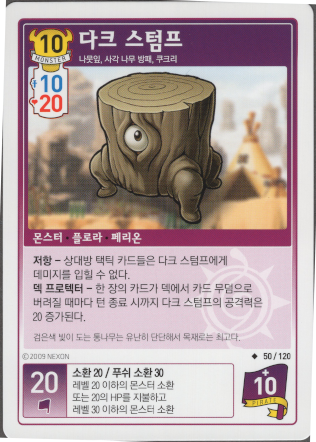 10
MONSTER
다크 스텀프
나뭇잎, 사각 나무 방패, 쿠크리
10
20
몬스터 · 플로라 · 페리온
저항 – 상대방 택틱 카드들은 다크 스텀프에게
데미지를 입힐 수 없다.
덱 프로텍터 – 한 장의 카드가 덱에서 카드 무덤으로
버려질 때마다 턴 종료 시까지 다크 스텀프의 공격력은
20 증가된다.
검은색 빛이 도는 통나무는 유난히 단단해서 목재로는 최고다.
©2009 NEXON
◆ 50 / 120
20
소환 20 / 푸쉬 소환 30
레벨 20 이하의 몬스터 소환
또는 20의 HP를 지불하고
레벨 30 이하의 몬스터 소환
+
10
PIRATE